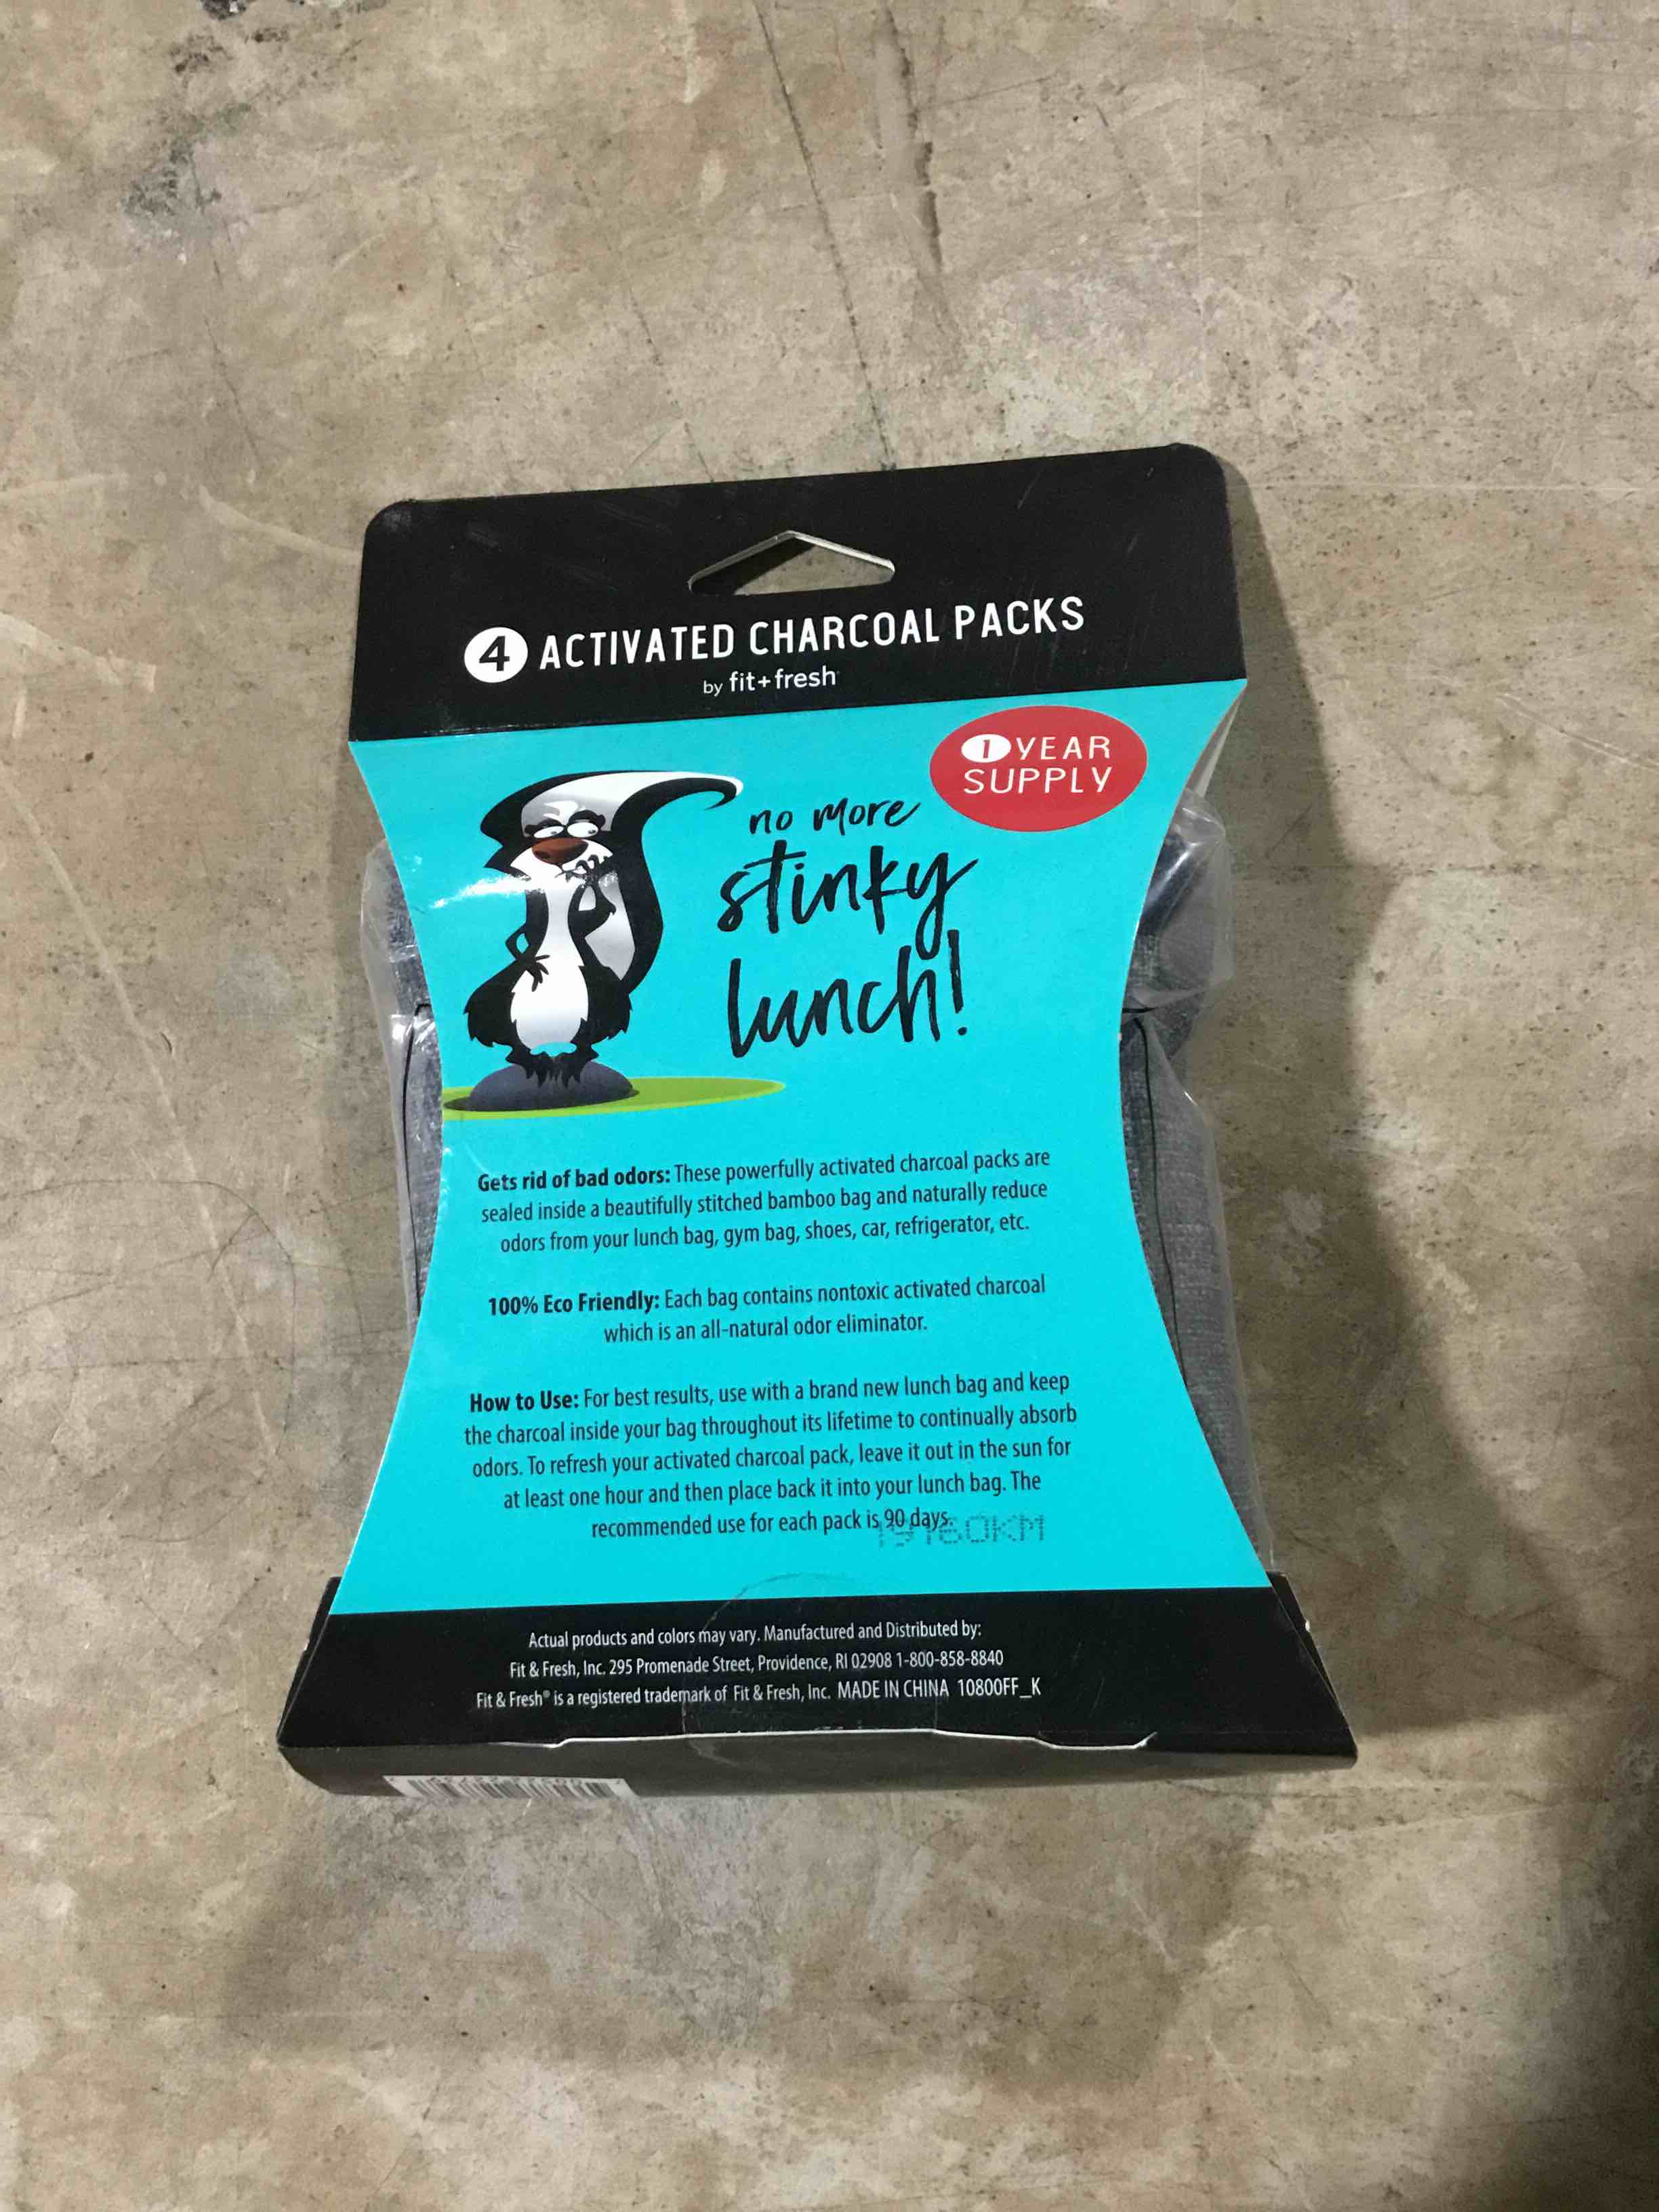 4 ACTIVATED CHARCOAL PACKS
by fit+fresh
1 YEAR
SUPPLY
no more
stinky
lunch!
Gets rid of bad odors: These powerfully activated charcoal packs are
sealed inside a beautifully stitched bamboo bag and naturally reduce
odors from your lunch bag, gym bag, shoes, car, refrigerator, etc.
100% Eco Friendly: Each bag contains nontoxic activated charcoal
which is an all-natural odor eliminator.
How to Use: For best results, use with a brand new lunch bag and keep
the charcoal inside your bag throughout its lifetime to continually absorb
odors. To refresh your activated charcoal pack, leave it out in the sun for
at least one hour and then place back it into your lunch bag. The
recommended use for each pack is 90 days.
Actual products and colors may vary. Manufactured and Distributed by:
Fit & Fresh, Inc. 295 Promenade Street, Providence, RI 02908 1-800-858-8840
Fit & Fresh® is a registered trademark of Fit & Fresh, Inc. MADE IN CHINA 10800FF_K